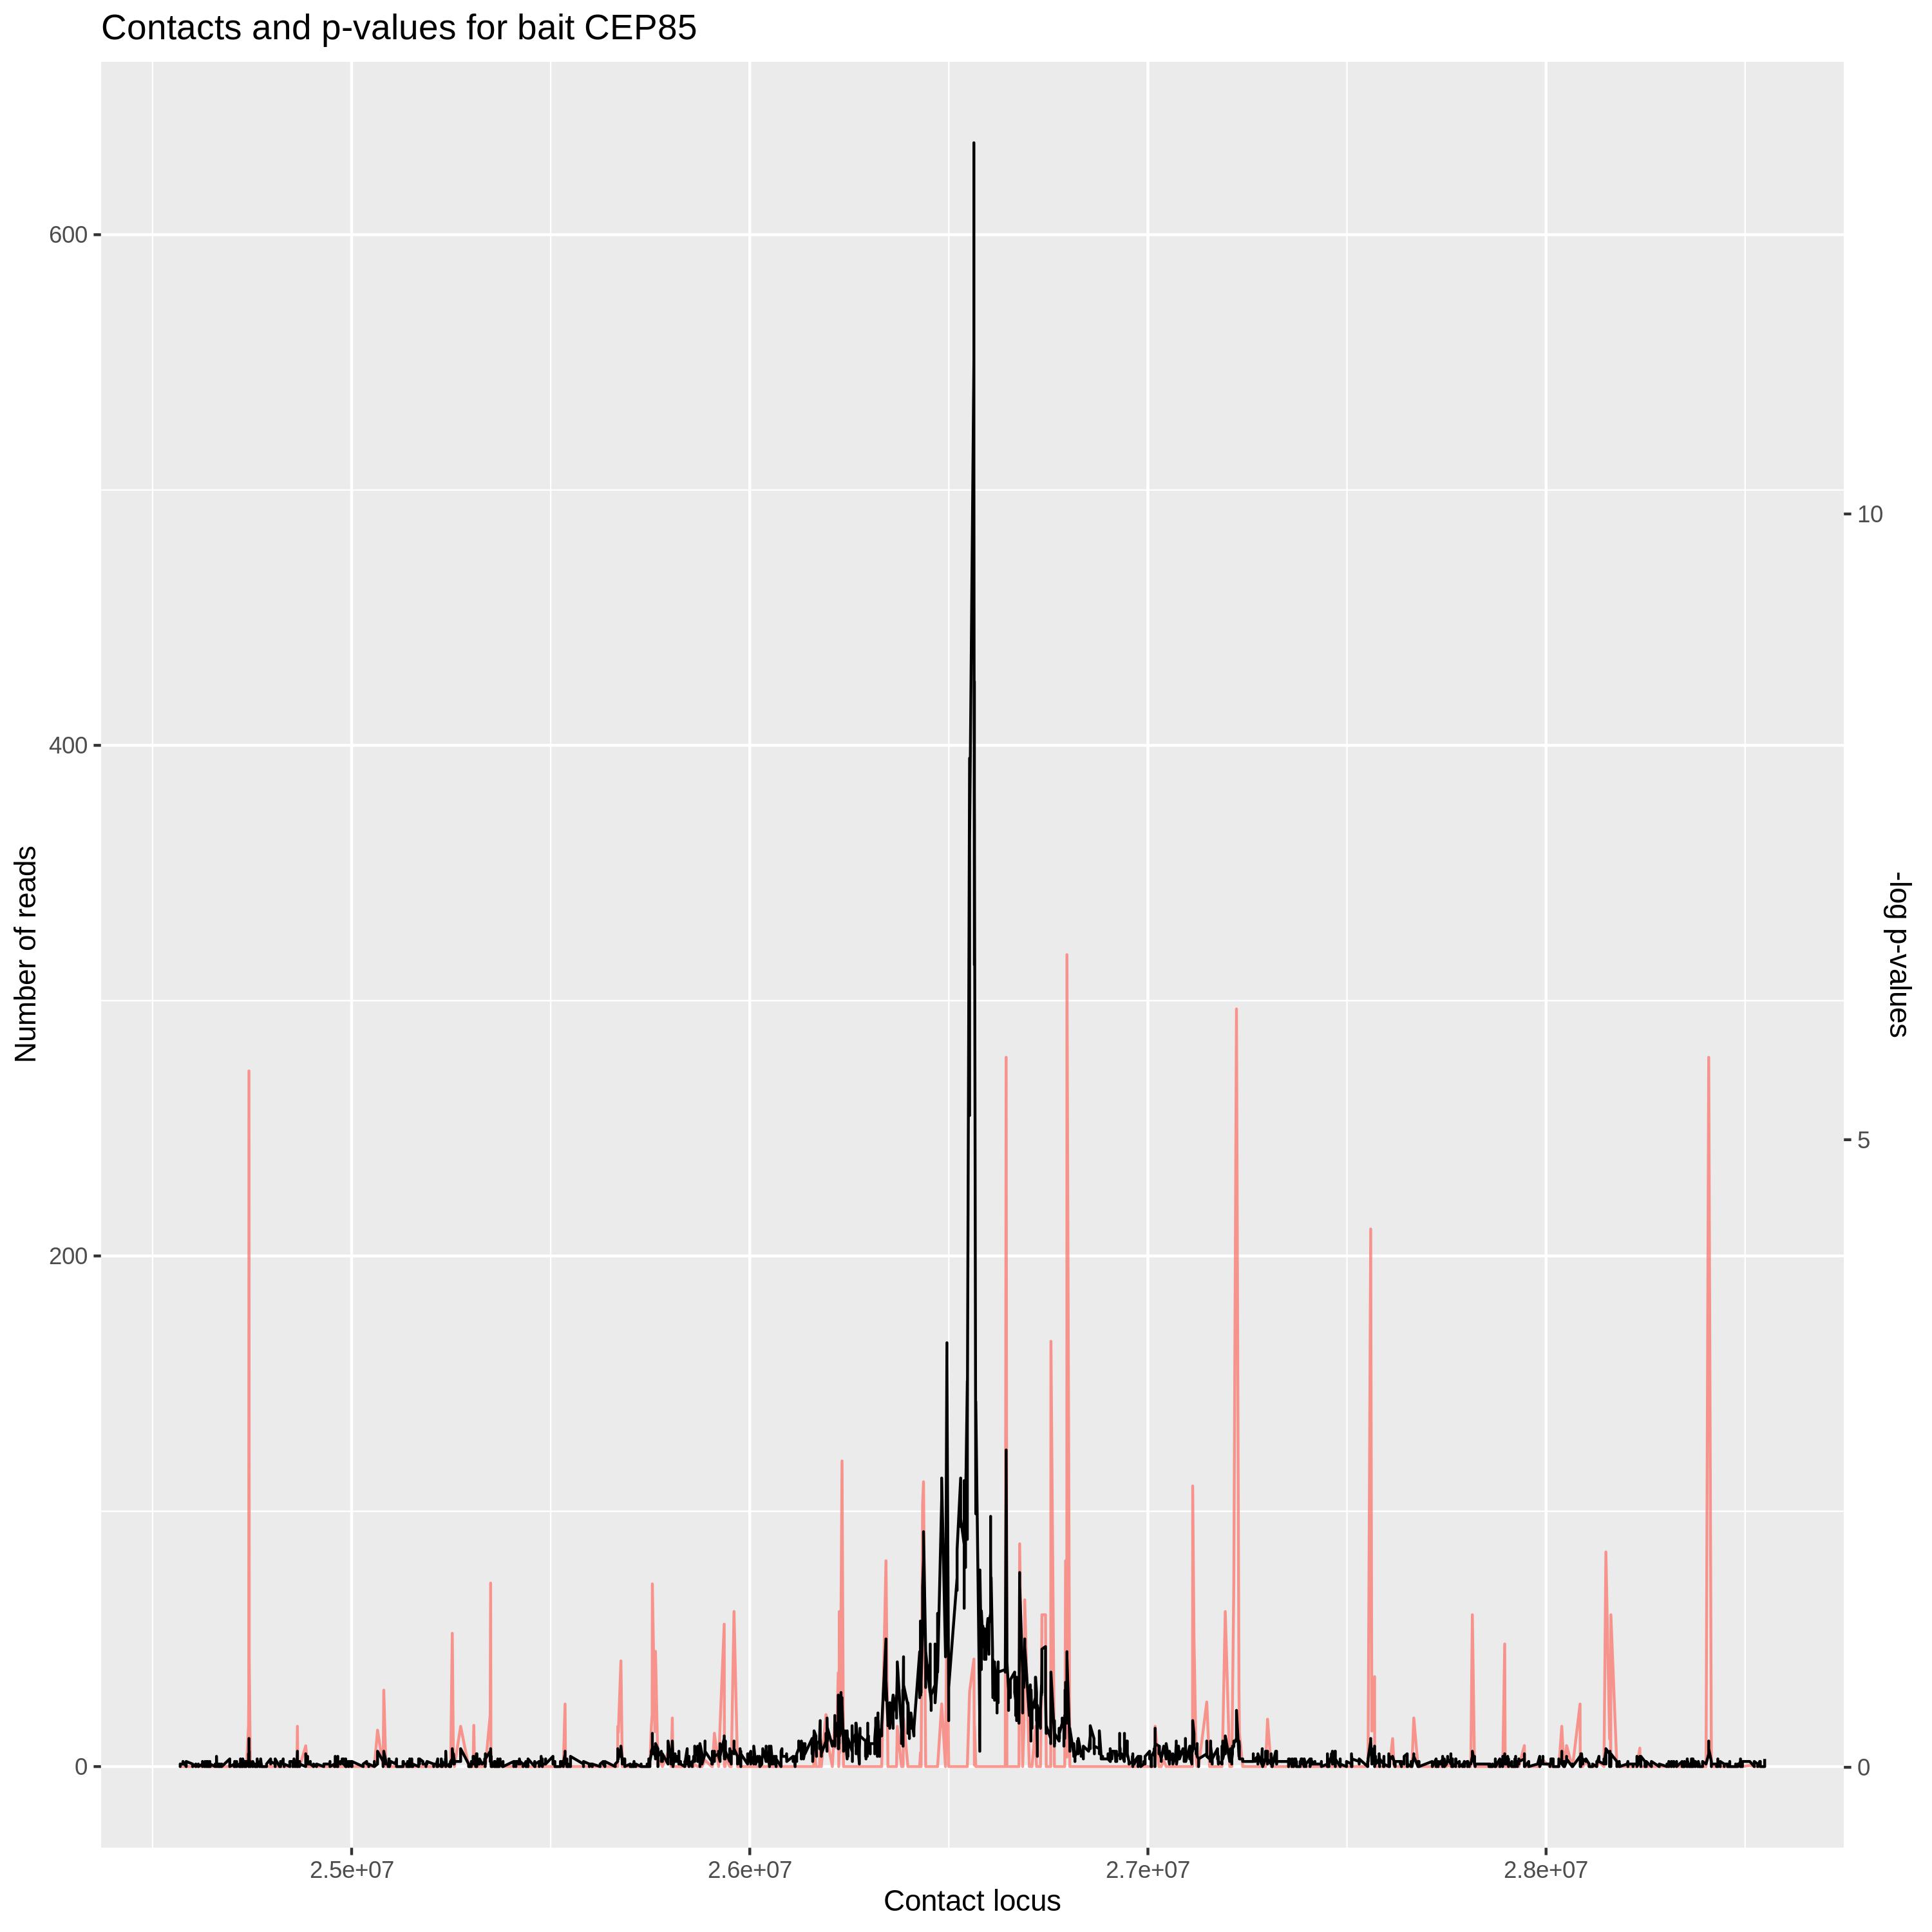 Contacts and p-values for bait CEP85
Number of reads
600
400
200
0
10
5
0
-log p-values
2.5e+07
2.6e+07
2.7e+07
2.8e+07
Contact locus